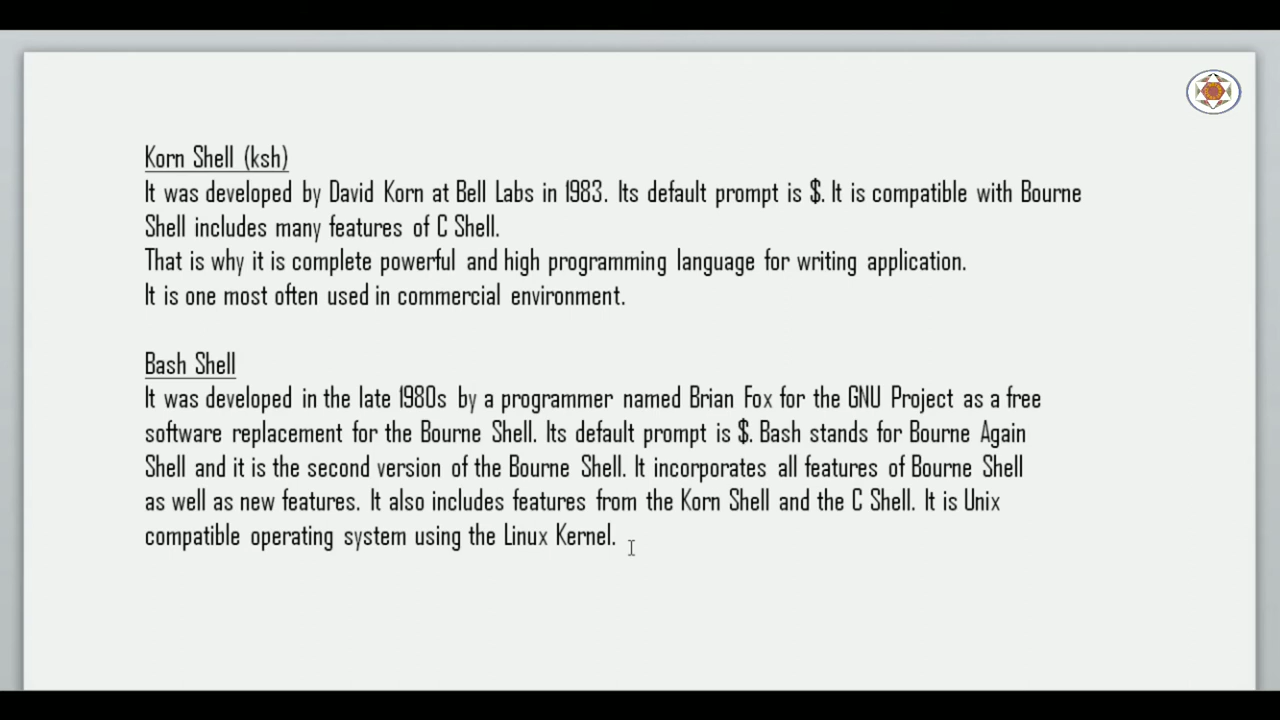 Korn Shell (ksh)
It was developed by David Korn at Bell Labs in 1983. Its default prompt is $. It is compatible with Bourne
Shell includes many features of C Shell.
That is why it is complete powerful and high programming language for writing application.
It is one most often used in commercial environment.
Bash Shell
It was developed in the late 1980s by a programmer named Brian Fox for the GNU Project as a free
software replacement for the Bourne Shell. Its default prompt is $. Bash stands for Bourne Again
Shell and it is the second version of the Bourne Shell. It incorporates all features of Bourne Shell
as well as new features. It also includes features from the Korn Shell and the C Shell. It is Unix
compatible operating system using the Linux Kernel.